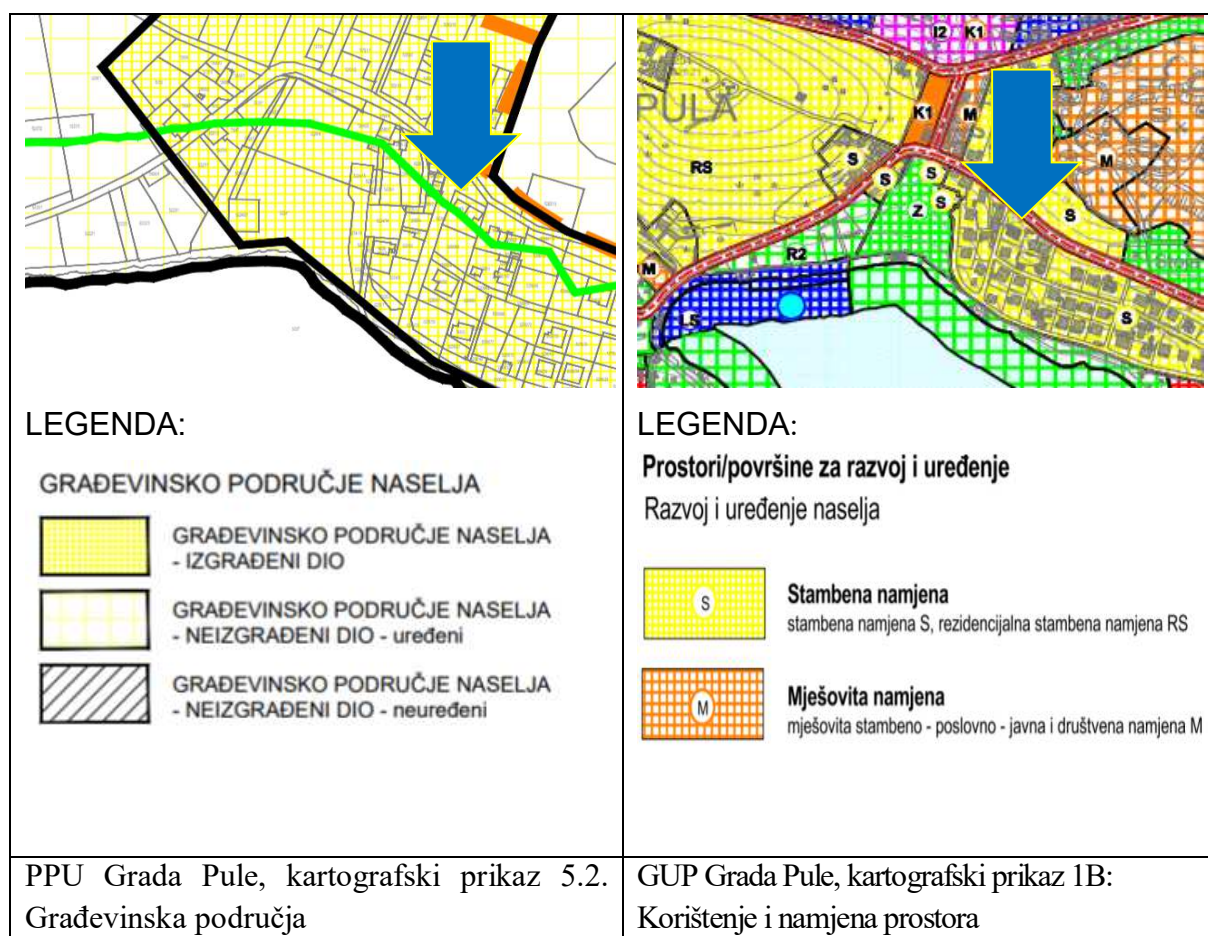 I2 K1
PULA
K1 M
S
RS
M
S
S
S
Z
S
S
R2
M
LS
S
LEGENDA:
GRAĐEVINSKO PODRUČJE NASELJA
GRAĐEVINSKO PODRUČJE NASELJA
- IZGRAĐENI DIO
GRAĐEVINSKO PODRUČJE NASELJA
- NEIZGRAĐENI DIO - uređeni
GRAĐEVINSKO PODRUČJE NASELJA
- NEIZGRAĐENI DIO - neuređeni
LEGENDA:
Prostori/površine za razvoj i uređenje
Razvoj i uređenje naselja
S
Stambena namjena
stambena namjena S, rezidencijalna stambena namjena RS
M
Mješovita namjena
mješovita stambeno - poslovno - javna i društvena namjena M
PPU Grada Pule, kartografski prikaz 5.2.
Građevinska područja
GUP Grada Pule, kartografski prikaz 1B:
Korištenje i namjena prostora